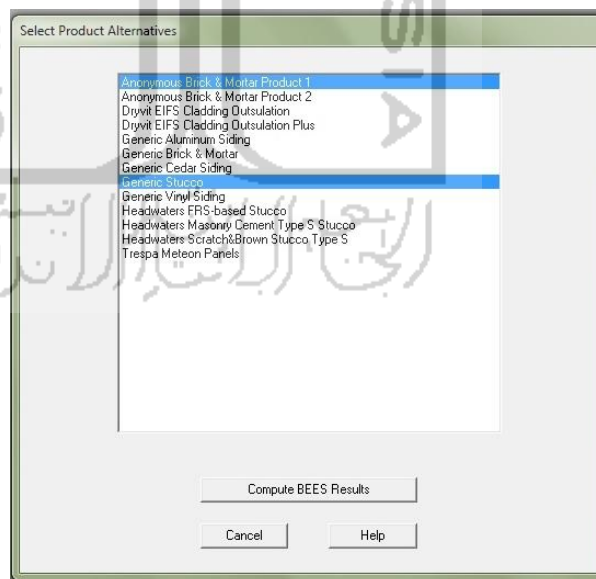 Select Product Alternatives
Anonymous Brick & Mortar Product 1
Anonymous Brick & Mortar Product 2
Dryvit EIFS Cladding Outsulation
Dryvit EIFS Cladding Outsulation Plus
Generic Aluminum Siding
Generic Brick & Mortar
Generic Cedar Siding
Generic Stucco
Generic Vinyl Siding
Headwaters FRS-based Stucco
Headwaters Masonry Cement Type S Stucco
Headwaters Scratch&Brown Stucco Type S
Trespa Meteon Panels
Compute BEES Results
Cancel
Help